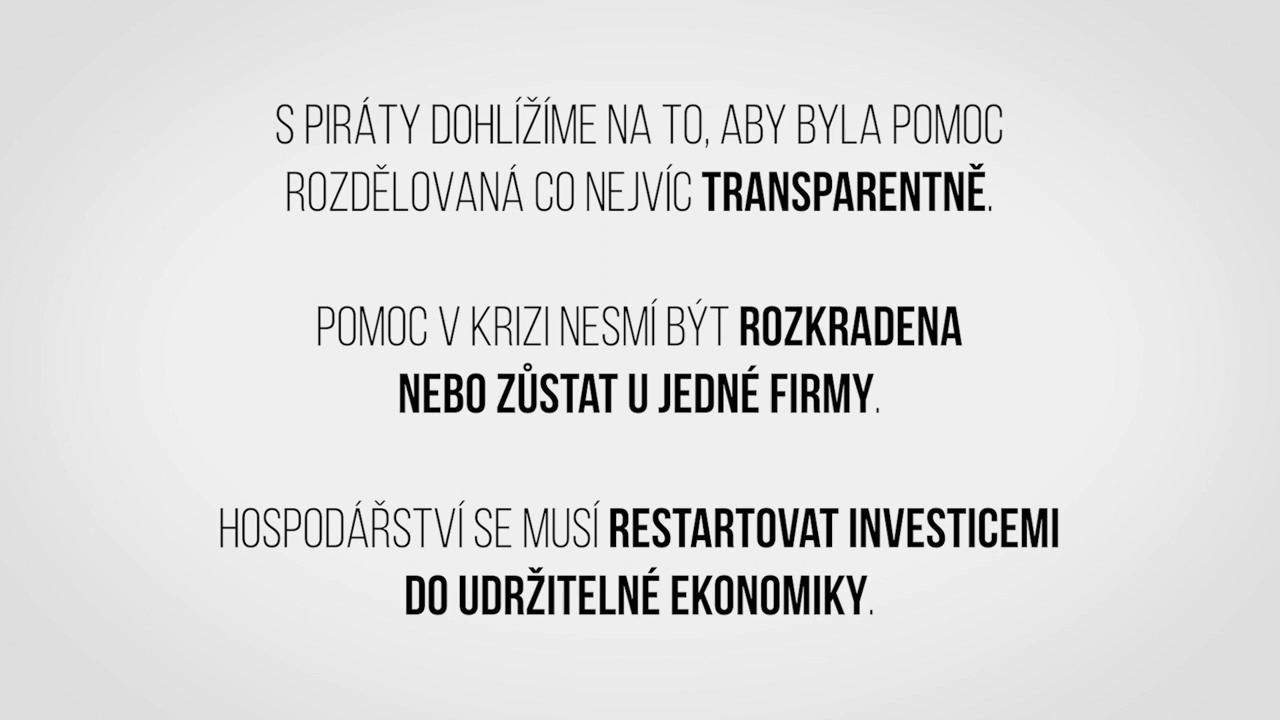 S PIRÁTY DOHLÍŽÍME NA TO, ABY BYLA POMOC
ROZDĚLOVANÁ CO NEJVÍC TRANSPARENTNĚ.
POMOC V KRIZI NESMÍ BÝT ROZKRADENA
NEBO ZŮSTAT U JEDNÉ FIRMY.
HOSPODÁŘSTVÍ SE MUSÍ RESTARTOVAT INVESTICEMI
DO UDRŽITELNÉ EKONOMIKY.